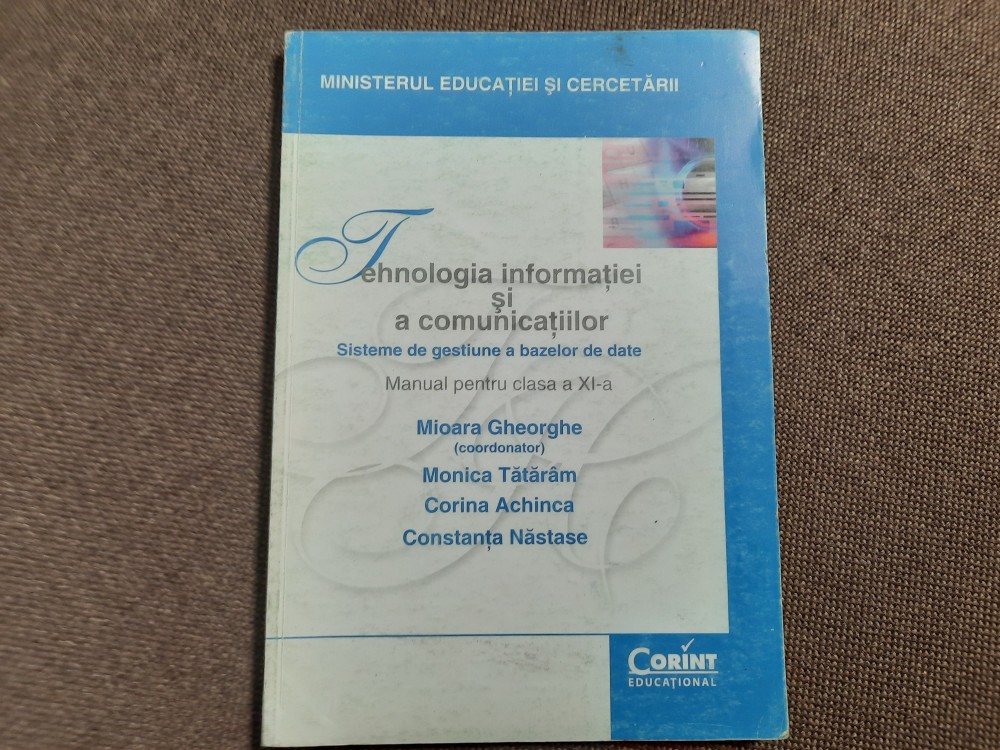 MINISTERUL EDUCAȚIEI ȘI CERCETĂRII
Tehnologia informației
și
a comunicațiilor
Sisteme de gestiune a bazelor de date
Manual pentru clasa a XI-a
Mioara Gheorghe
(coordonator)
Monica Tătărâm
Corina Achinca
Constanța Năstase
CORINT
EDUCAȚIONAL